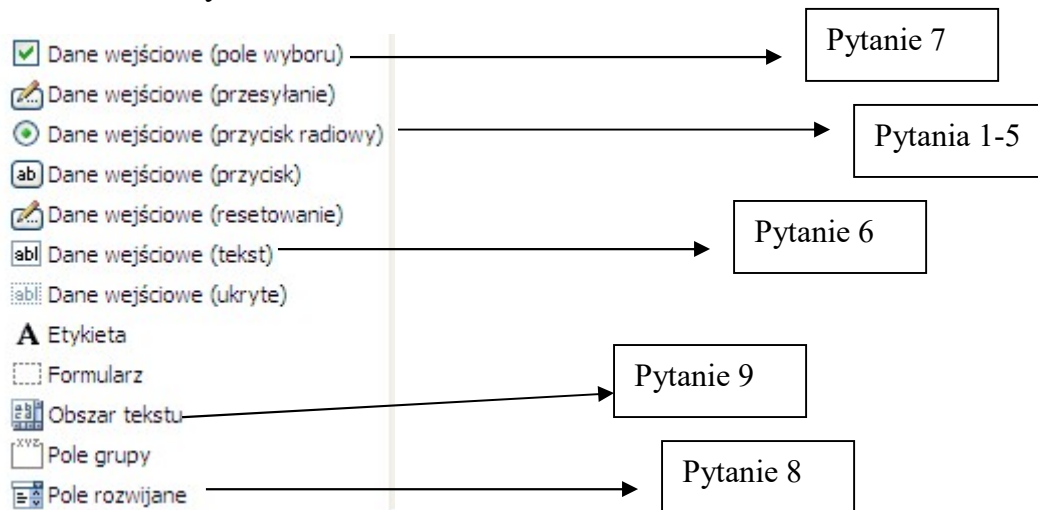 Dane wejściowe (pole wyboru)
Pytanie 7
Dane wejściowe (przesyłanie)
Dane wejściowe (przycisk radiowy)
Pytania 1-5
ab Dane wejściowe (przycisk)
Dane wejściowe (resetowanie)
abl Dane wejściowe (tekst)
Pytanie 6
abl Dane wejściowe (ukryte)
A Etykieta
Formularz
Pytanie 9
Obszar tekstu
XYZ Pole grupy
Pole rozwijane
Pytanie 8